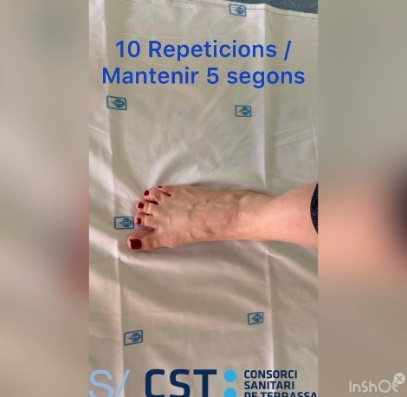 10 Repeticions /
Mantenir 5 segons
S/ CST: CONSORCI
SANITARI
DE TERRASSA
InShOt